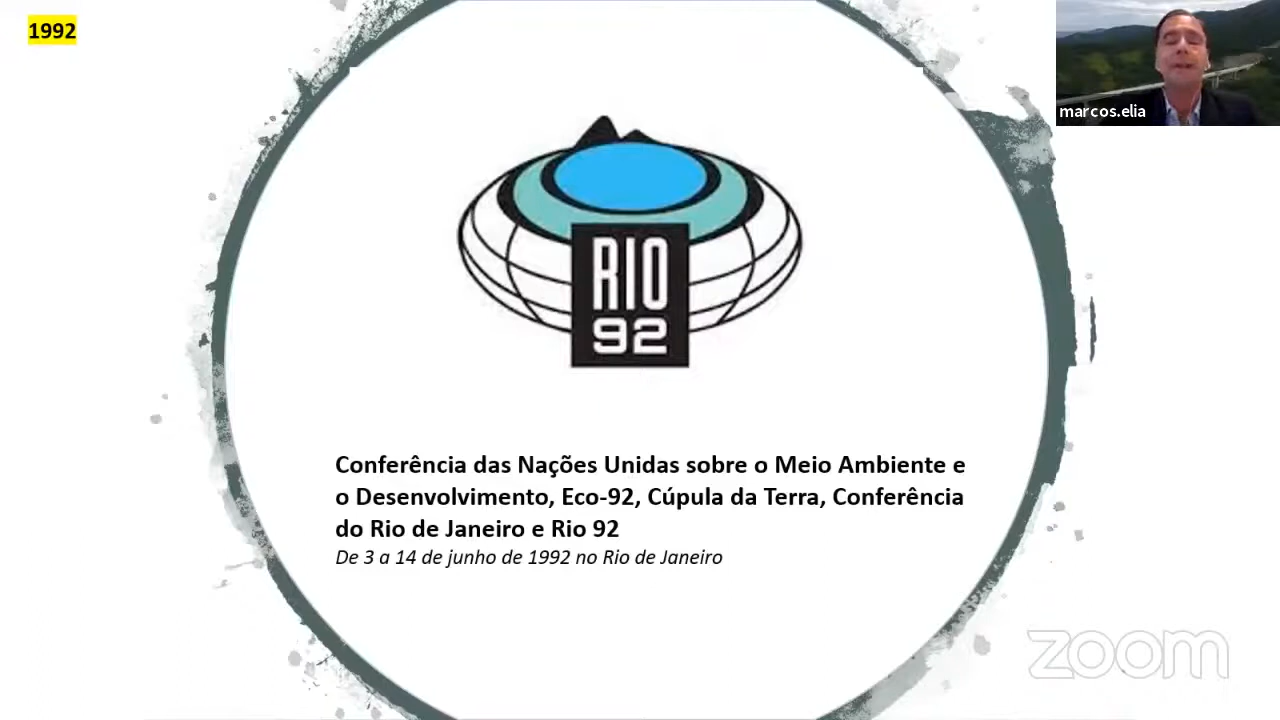 1992
marcos.elia
RIO
92
Conferência das Nações Unidas sobre o Meio Ambiente e
o Desenvolvimento, Eco-92, Cúpula da Terra, Conferência
do Rio de Janeiro e Rio 92
De 3 a 14 de junho de 1992 no Rio de Janeiro
zoom